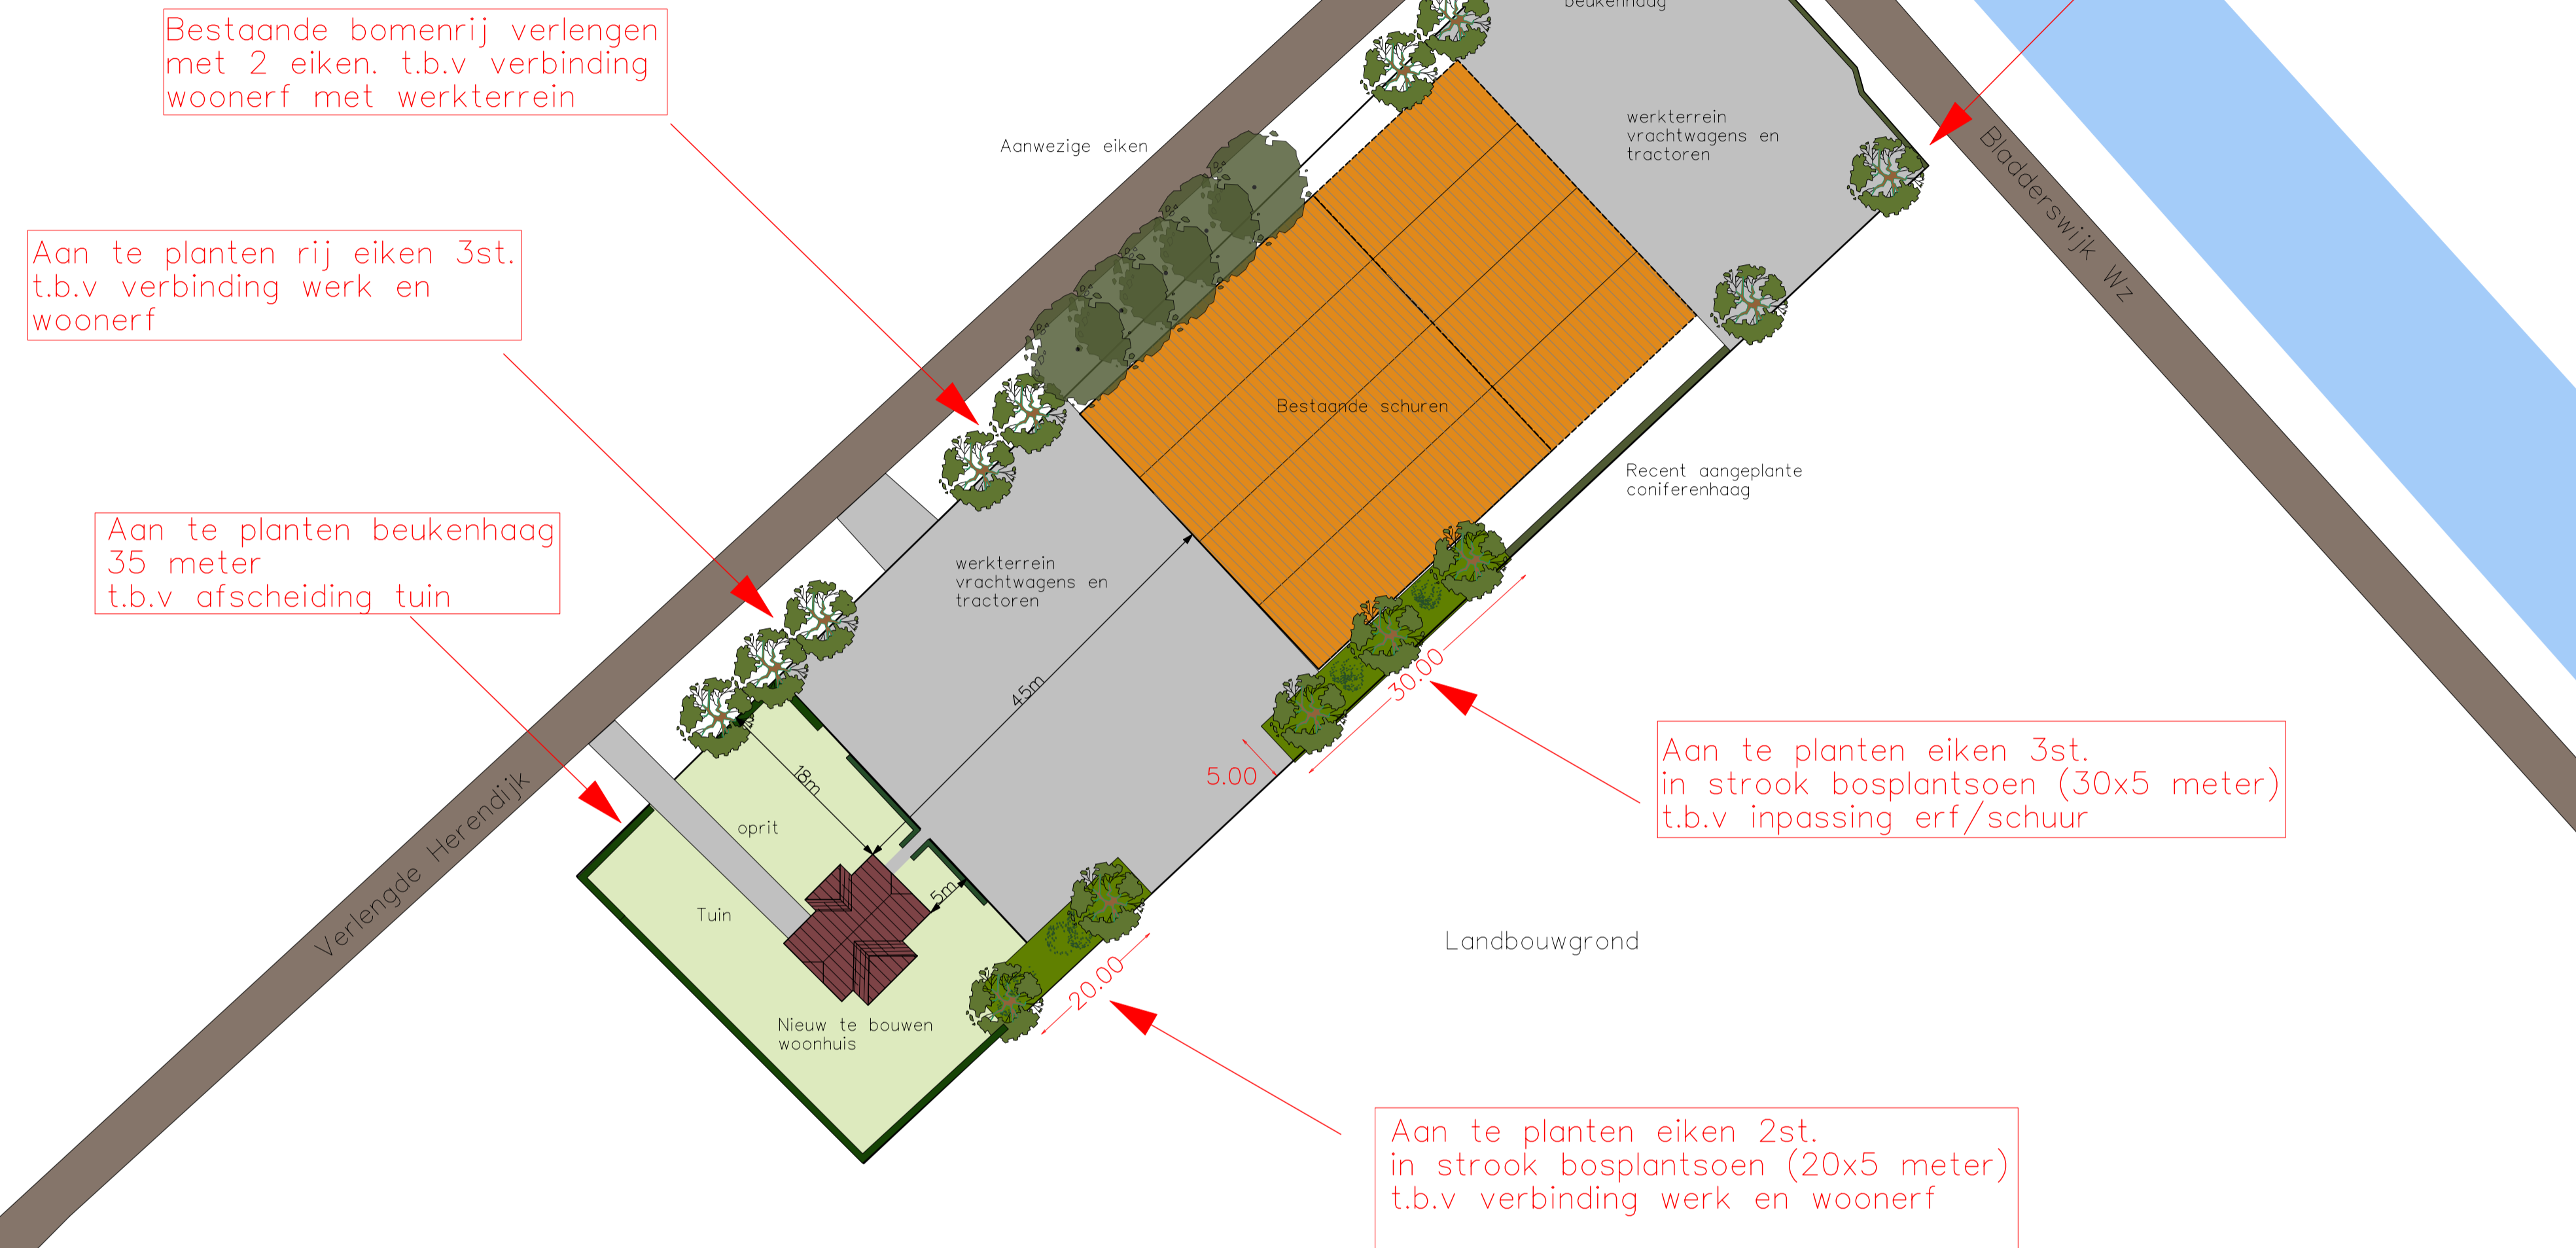 beukenhaag
Bestaande bomenrij verlengen
met 2 eiken. t.b.v verbinding
woonerf met werkterrein
Aanwezige eiken
werkterrein
vrachtwagens en
tractoren
Bladderswijk Wz
Aan te planten rij eiken 3st.
t.b.v verbinding werk en
woonerf
Bestaande schuren
Recent aangeplante
coniferenhaag
Aan te planten beukenhaag
35 meter
t.b.v afscheiding tuin
werkterrein
vrachtwagens en
tractoren
45m
30.00
5.00
Aan te planten eiken 3st.
in strook bosplantsoen (30x5 meter)
t.b.v inpassing erf/schuur
18m
oprit
Verlengde Herendijk
Tuin
5m
Landbouwgrond
20.00
Nieuw te bouwen
woonhuis
Aan te planten eiken 2st.
in strook bosplantsoen (20x5 meter)
t.b.v verbinding werk en woonerf